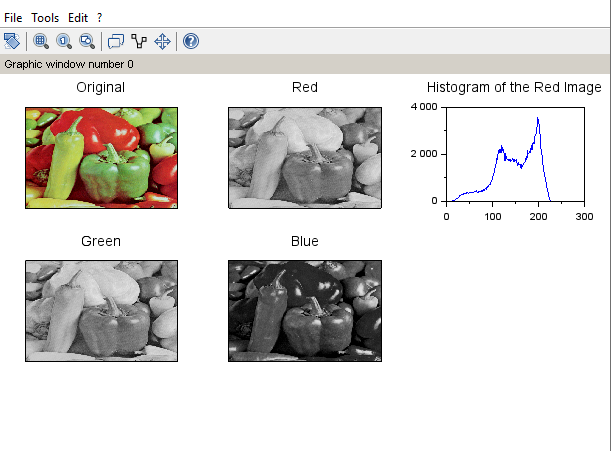 File Tools Edit ?
Graphic window number 0
Original
Red
Histogram of the Red Image
4 000
2 000
0
0 100 200 300
Green
Blue